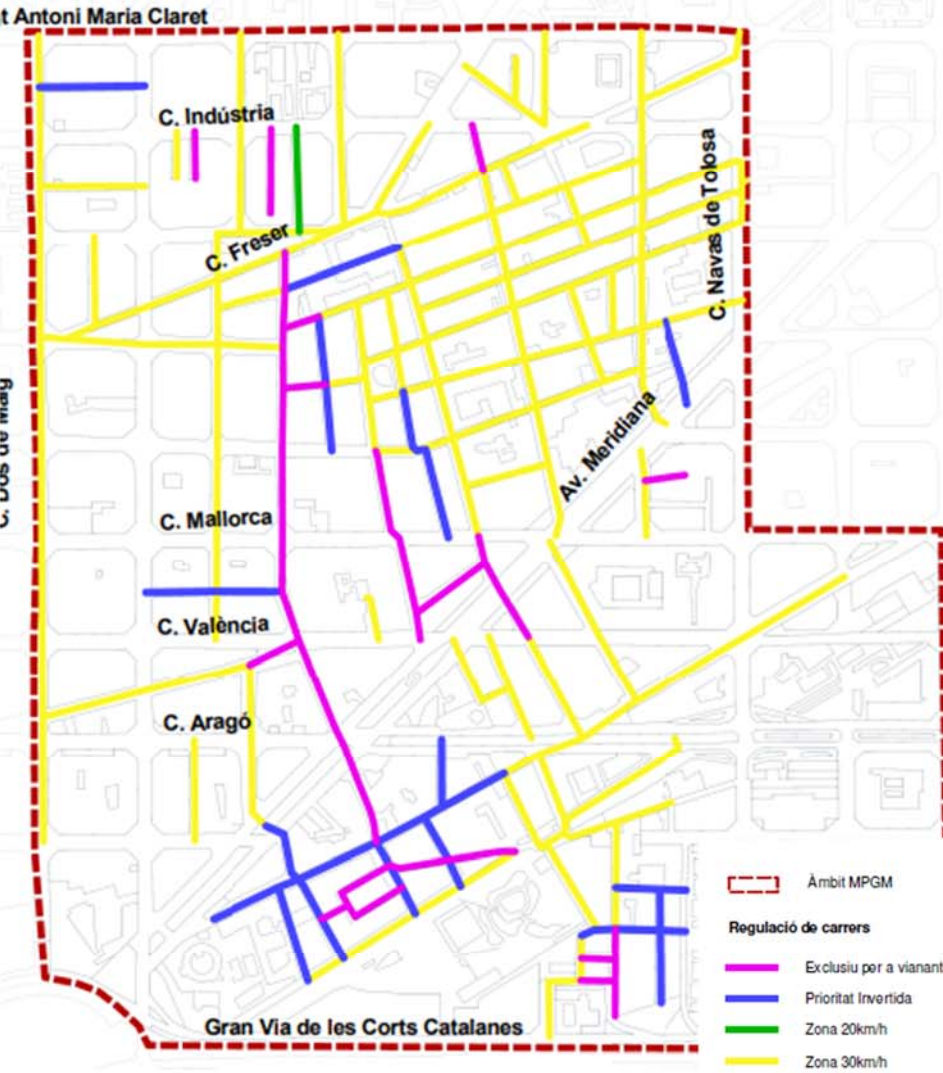 t Antoni Maria Claret
C. Indústria
C. Navas de Tolosa
C. Freser
C. Dos de Maig
Av. Meridiana
C. Mallorca
C. València
C. Aragó
Àmbit MPGM
Regulació de carrers
Exclusiu per a vianant
Prioritat Invertida
Zona 20km/h
Zona 30km/h
Gran Via de les Corts Catalanes